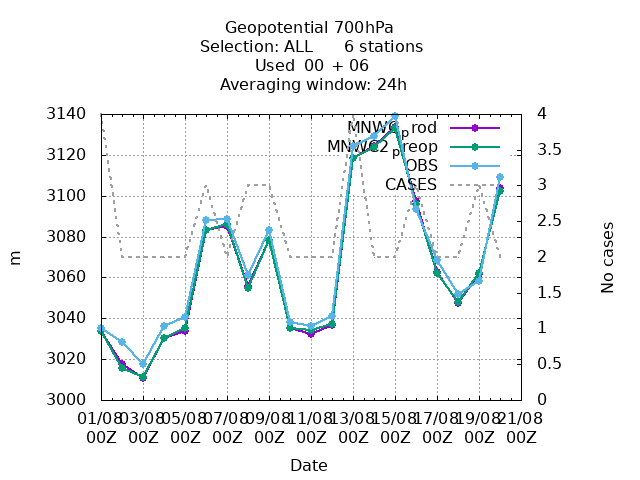 Geopotential 700hPa
Selection: ALL 6 stations
Used 00 + 06
Averaging window: 24h
3140 4
MNWC_prod
3120 3.5
MNWC2_preop
OBS
3100 3
CASES
3080 2.5
3060 2
1.5
3040 1
3020 0.5
3000 0
m
No cases
01/08 03/08 05/08 07/08 09/08 11/08 13/08 15/08 17/08 19/08 21/08
00Z 00Z 00Z 00Z 00Z 00Z 00Z 00Z 00Z 00Z 00Z
Date